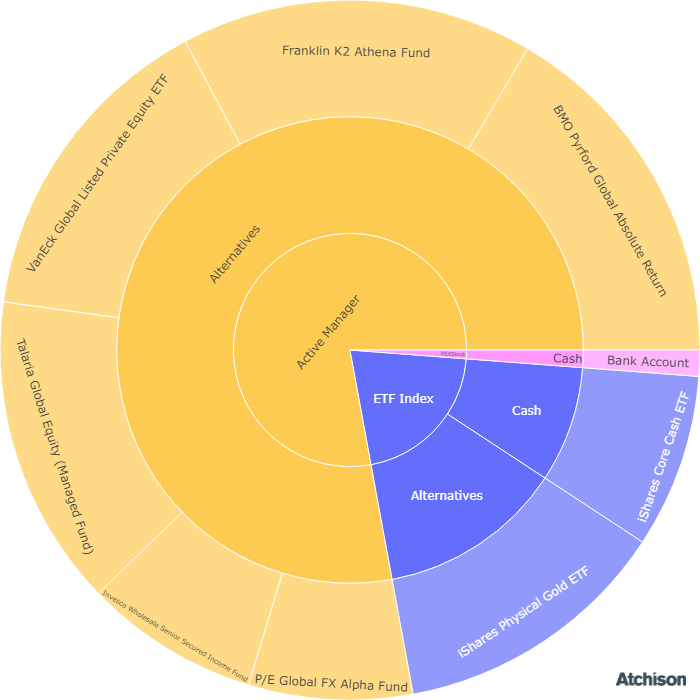 Franklin K2 Athena Fund
VanEck Global Listed Private Equity ETF
BMO Pyrford Global Absolute Return
Alternatives
Active Manager
Talaria Global Equity (Managed Fund)
ASXStock
Cash
Bank Account
ETF Index
Cash
iShares Core Cash ETF
Alternatives
iShares Physical Gold ETF
Invesco Wholesale Senior Secured Income Fund
P/E Global FX Alpha Fund
Atchison